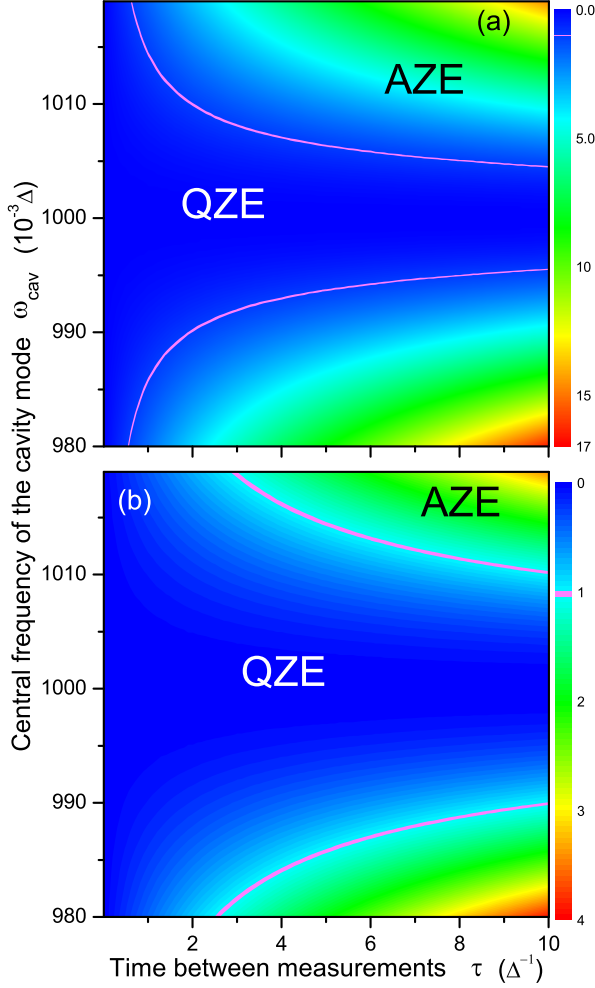 (a)
AZE
QZE
1010
1000
990
980
0.0
5.0
10
15
17
Central frequency of the cavity mode ω_cav (10⁻³Δ)
(b)
AZE
QZE
1010
1000
990
980
0
1
2
3
4
2 4 6 8 10
Time between measurements τ (Δ⁻¹)